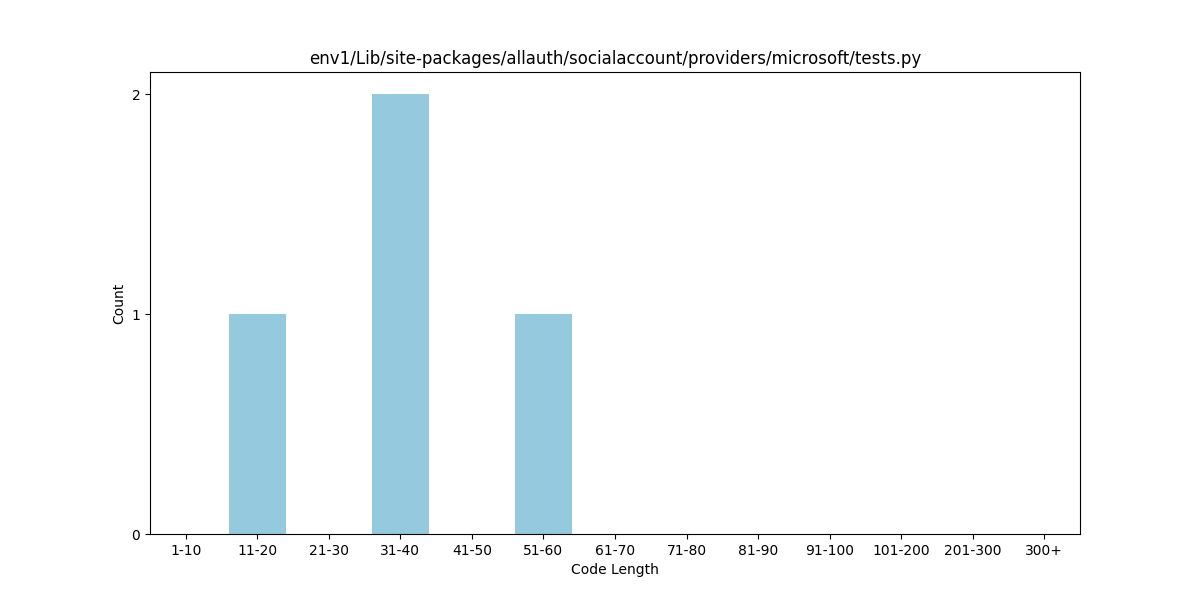 env1/Lib/site-packages/allauth/socialaccount/providers/microsoft/tests.py
Count
2
1
0
1-10 11-20 21-30 31-40 41-50 51-60 61-70 71-80 81-90 91-100 101-200 201-300 300+
Code Length